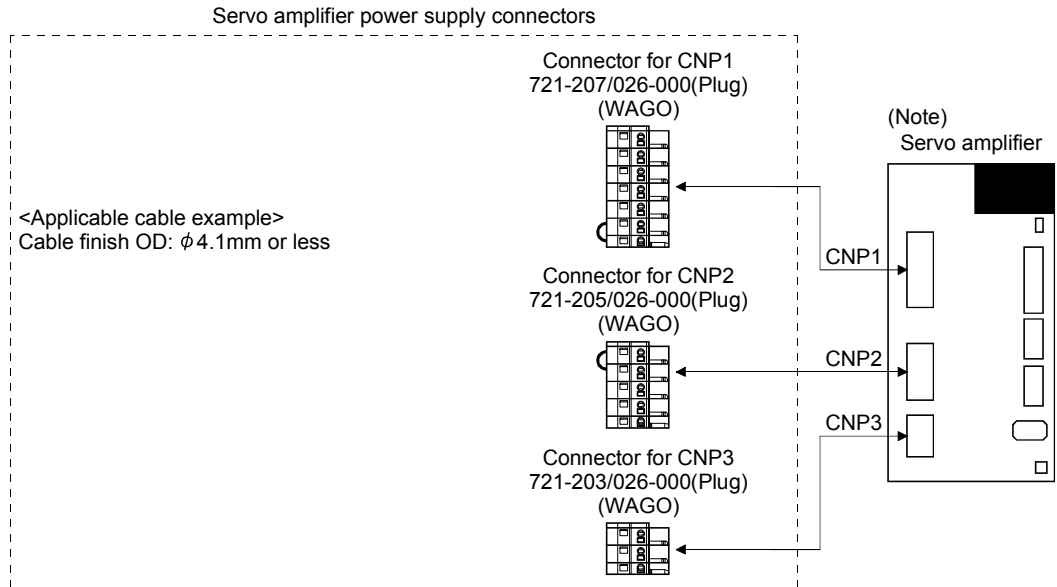 Servo amplifier power supply connectors
Connector for CNP1
721-207/026-000(Plug)
(WAGO)
(Note)
Servo amplifier
<Applicable cable example>
Cable finish OD: ϕ4.1mm or less
CNP1
Connector for CNP2
721-205/026-000(Plug)
(WAGO)
CNP2
CNP3
Connector for CNP3
721-203/026-000(Plug)
(WAGO)